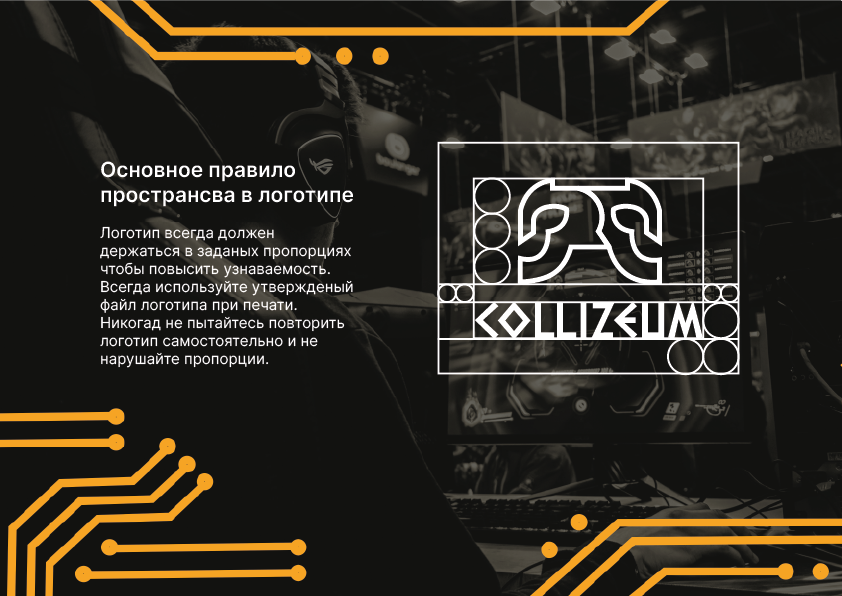 Основное правило
пространсва в логотипе
Логотип всегда должен
держаться в заданых пропорциях
чтобы повысить узнаваемость.
Всегда используйте утвержденый
файл логотипа при печати.
Никогад не пытайтесь повторить
логотип самостоятельно и не
нарушайте пропорции.
COLLIZEUM